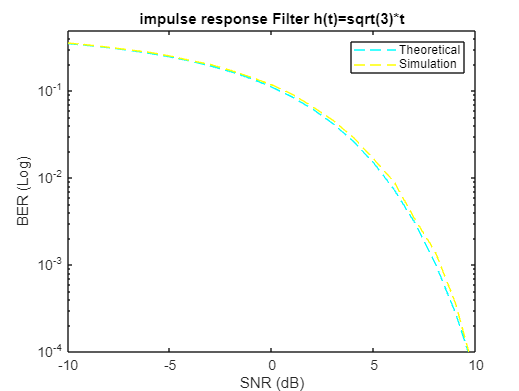 impulse response Filter h(t)=sqrt(3)*t
Theoretical
Simulation
10^-1
10^-2
10^-3
10^-4
BER (Log)
-10
-5
0
5
10
SNR (dB)